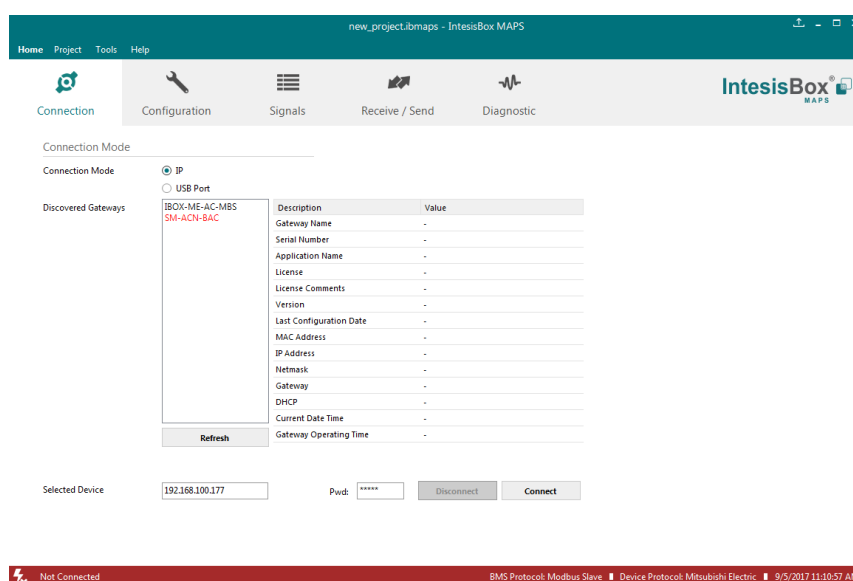 new_project.ibmaps - IntesisBox MAPS
Home Project Tools Help
Connection Configuration Signals Receive / Send Diagnostic
IntesisBox®
MAPS
Connection Mode
Connection Mode IP
USB Port
Discovered Gateways
IBOX-ME-AC-MBS
SM-ACN-BAC
Description Value
Gateway Name -
Serial Number -
Application Name -
License -
License Comments -
Version -
Last Configuration Date -
MAC Address -
IP Address -
Netmask -
Gateway -
DHCP -
Current Date Time -
Gateway Operating Time -
Refresh
Selected Device 192.168.100.177 Pwd: ***** Disconnect Connect
Not Connected BMS Protocol: Modbus Slave Device Protocol: Mitsubishi Electric 9/5/2017 11:10:57 A